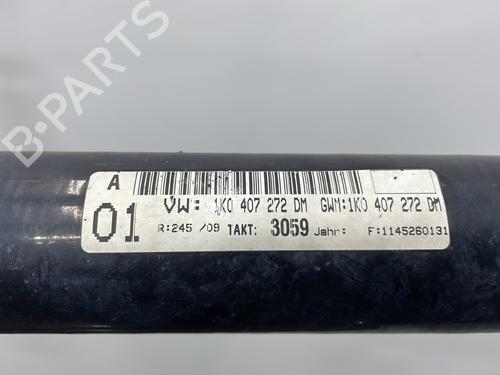 B-PARTS
A
01 VW: 1K0 407 272 DM GWM:1K0 407 272 DM
R:245 /09 TAKT: 3059 Jahr: F:1145260131